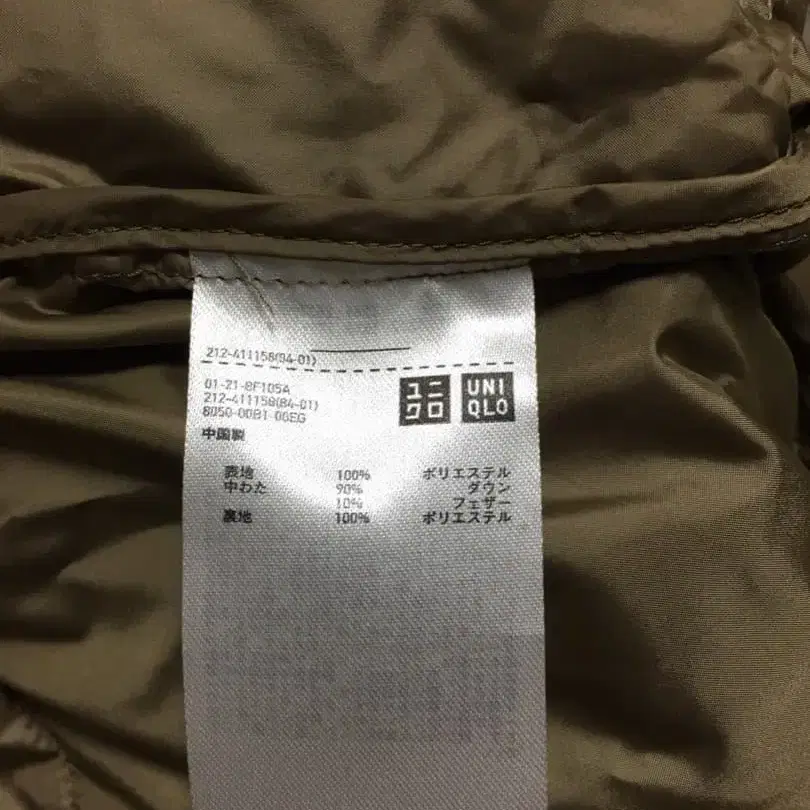 212-411158(84-01)
01-21-8F105A
212-411158(84-01)
8050-00B1-00EG
ユニクロ
UNIQLO
中国製
表地 100% ポリエステル
中わた 90% ダウン
10% フェザー
裏地 100% ポリエステル